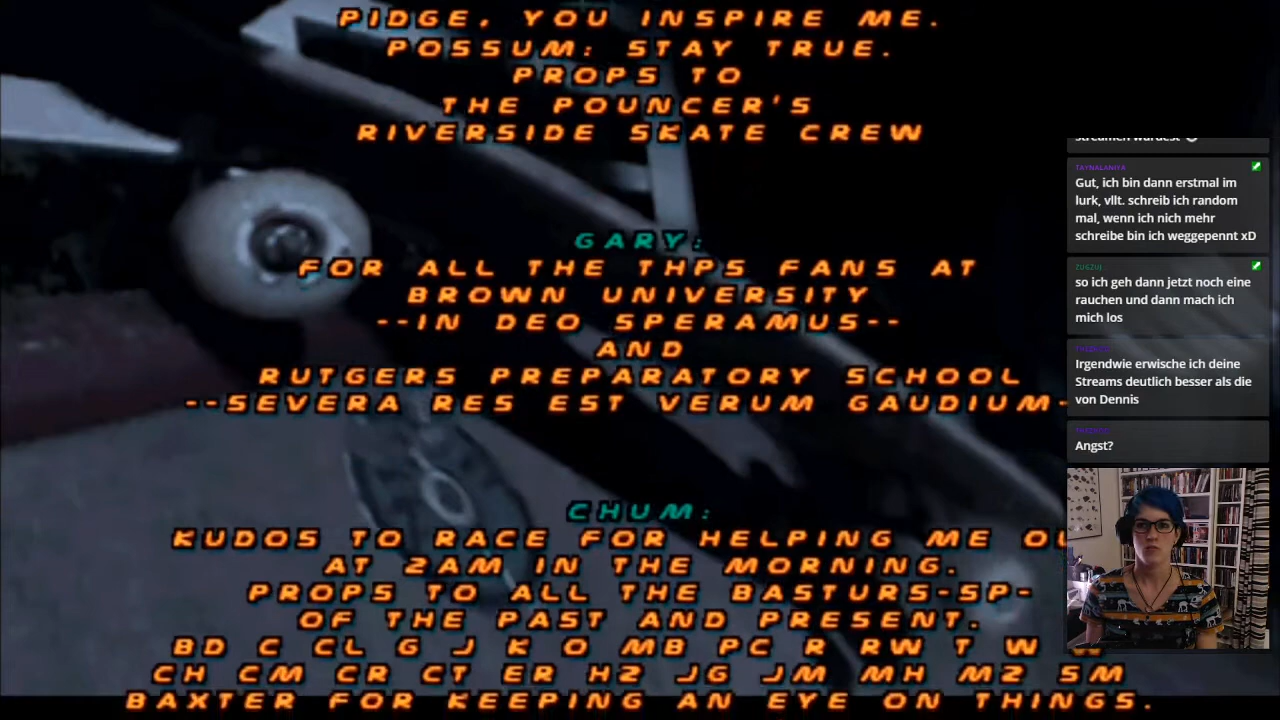 PIDGE, YOU INSPIRE ME.
POSSUM: STAY TRUE.
PROPS TO
THE POUNCER'S
RIVERSIDE SKATE CREW
GARY:
FOR ALL THE THPS FANS AT
BROWN UNIVERSITY
--IN DEO SPERAMUS--
AND
RUTGERS PREPARATORY SCHOOL
--SEVERA RES EST VERUM GAUDIUM-
CHUM:
KUDOS TO RACE FOR HELPING ME
AT 2AM IN THE MORNING.
PROPS TO ALL THE BASTURS-SP-
OF THE PAST AND PRESENT.
BD C CL G J K O MB PC R RW T W
CH CM CR CT ER HZ JG JM MH MZ SM
BAXTER FOR KEEPING AN EYE ON THINGS.
streamen würdest
TAYNALANIYA
Gut, ich bin dann erstmal im
lurk, vllt. schreib ich random
mal, wenn ich nich mehr
schreibe bin ich weggepennt xD
so ich geh dann jetzt noch eine
rauchen und dann mach ich
mich los
Irgendwie erwische ich deine
Streams deutlich besser als die
von Dennis
Angst?